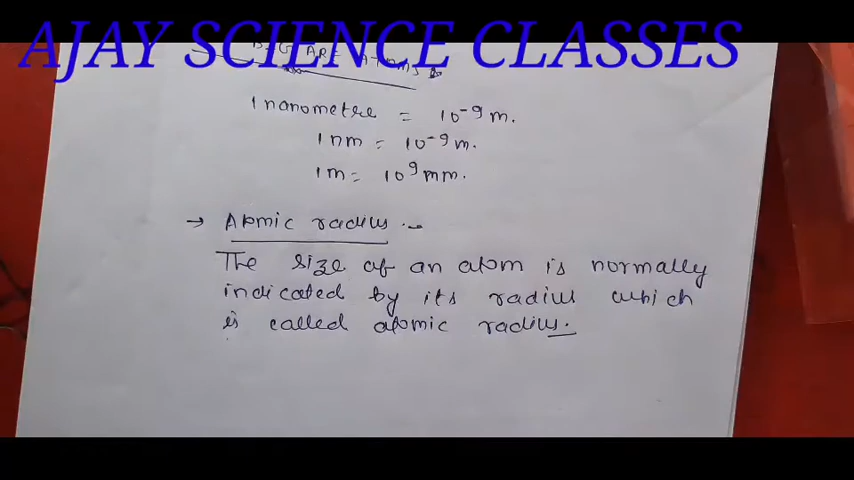 AJAY SCIENCE CLASSES
ATOMS
1 nanometre = 10⁻⁹ m.
1 nm = 10⁻⁹ m.
1 m = 10⁹ mm.
→ Atomic radius :-
The size of an atom is normally
indicated by its radius which
is called atomic radius.